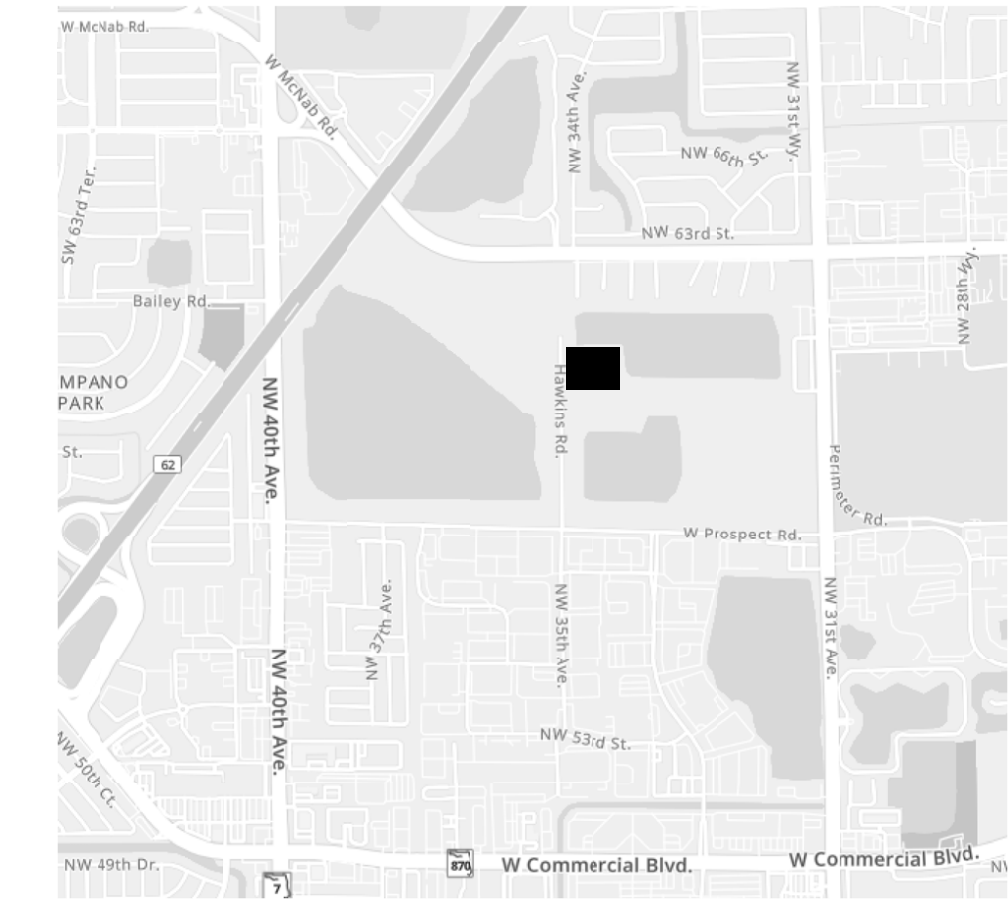 W McNab Rd.
W McNab Rd.
NW 34th Ave.
NW 31st Wy.
NW 66th St.
SW 63rd Ter.
NW 63rd St.
NW 28th Wy.
Bailey Rd.
MPANO
PARK
NW 40th Ave.
Hawkins Rd.
St.
62
Perimeter Rd.
W Prospect Rd.
NW 37th Ave.
NW 35th Ave.
NW 31st Ave.
NW 40th Ave.
NW 53rd St.
NW 50th Ct.
NW 49th Dr.
870
W Commercial Blvd.
W Commercial Blvd.
NV
7